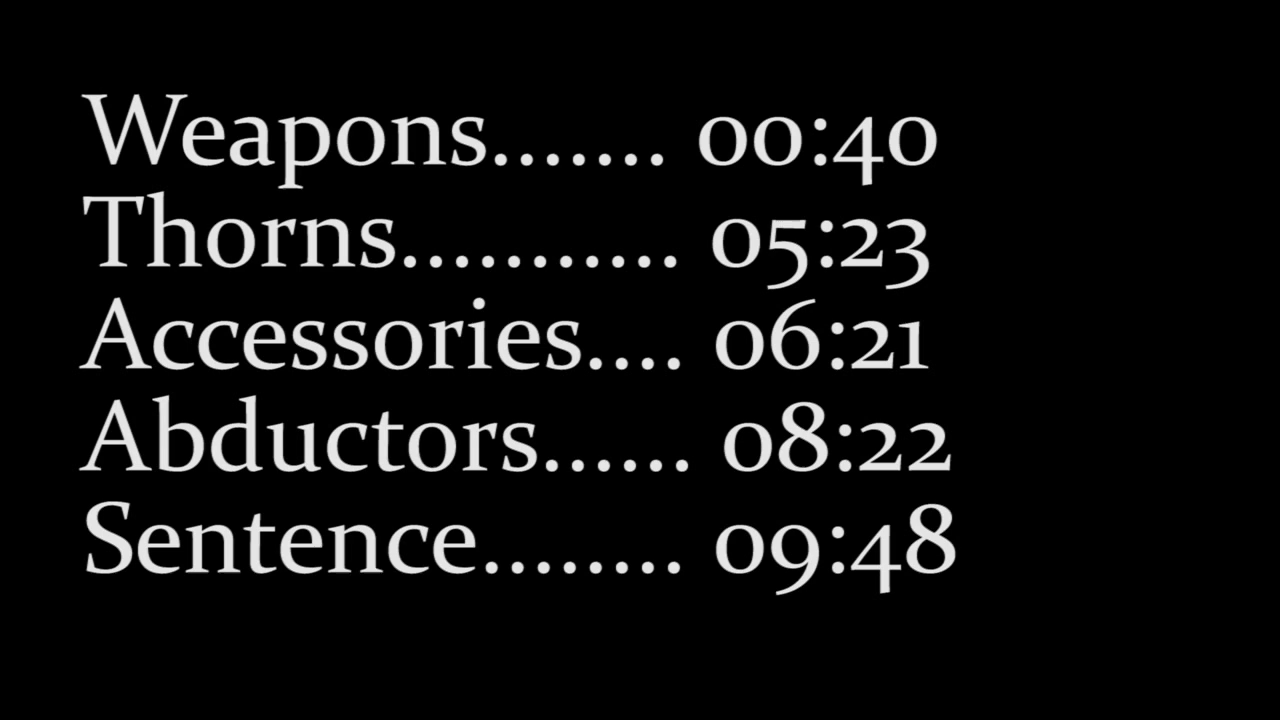 Weapons....... 00:40
Thorns........... 05:23
Accessories.... 06:21
Abductors...... 08:22
Sentence........ 09:48